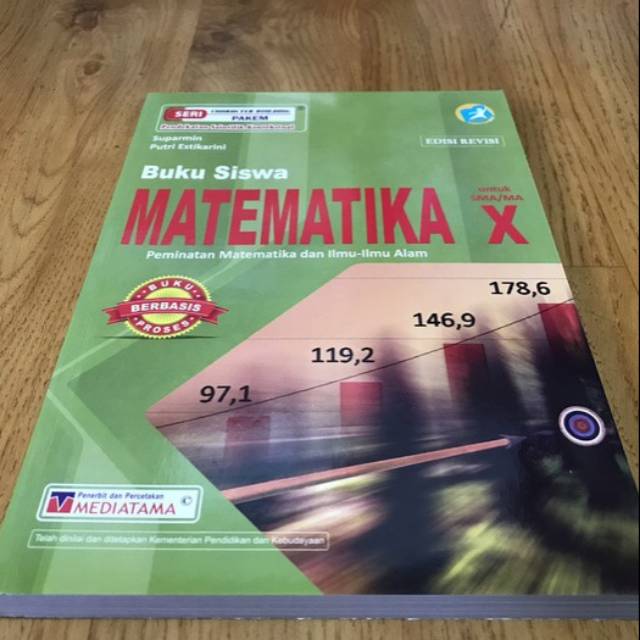 SERI
PAKEM
Suparmin
Putri Estikarini
EDISI REVISI
Buku Siswa
MATEMATIKA
untuk
SMA/MA
X
Peminatan Matematika dan Ilmu-Ilmu Alam
BUKU
BERBASIS
PROSES
178,6
146,9
119,2
97,1
Penerbit dan Percetakan
MEDIATAMA
©
Telah dinilai dan ditetapkan Kementerian Pendidikan dan Kebudayaan